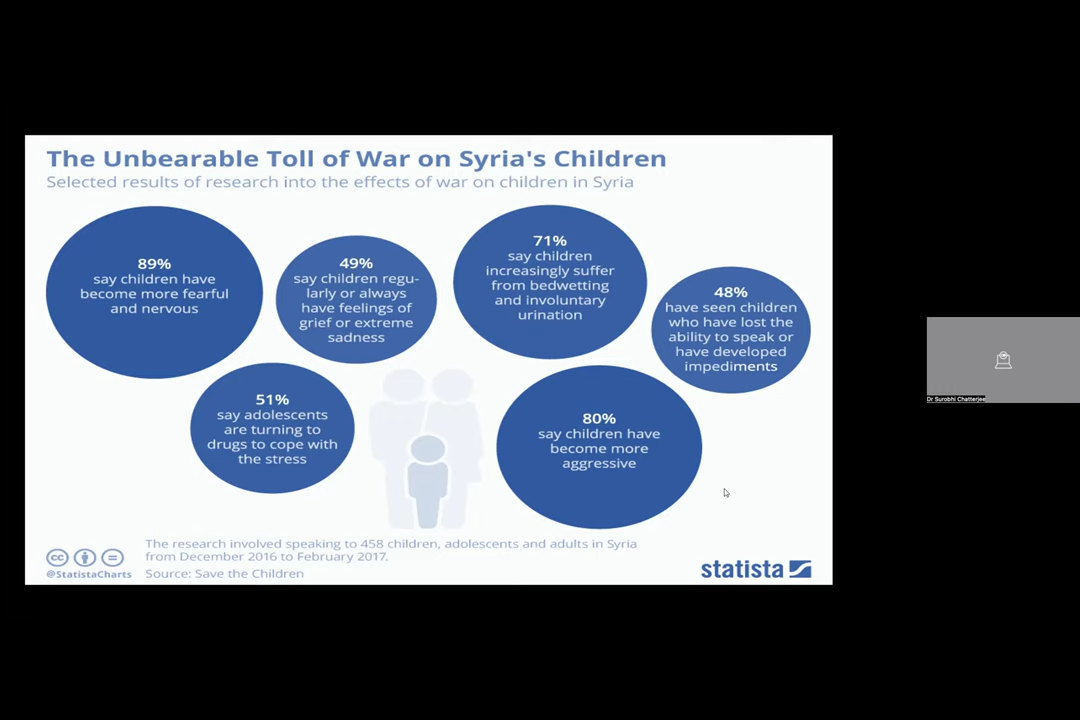 The Unbearable Toll of War on Syria's Children
Selected results of research into the effects of war on children in Syria
89%
say children have
become more fearful
and nervous
49%
say children regu-
larly or always
have feelings of
grief or extreme
sadness
71%
say children
increasingly suffer
from bedwetting
and involuntary
urination
48%
have seen children
who have lost the
ability to speak or
have developed
impediments
51%
say adolescents
are turning to
drugs to cope with
the stress
80%
say children have
become more
aggressive
The research involved speaking to 458 children, adolescents and adults in Syria
from December 2016 to February 2017.
cc
@StatistaCharts
Source: Save the Children
statista
Dr Surobhi Chatterjee